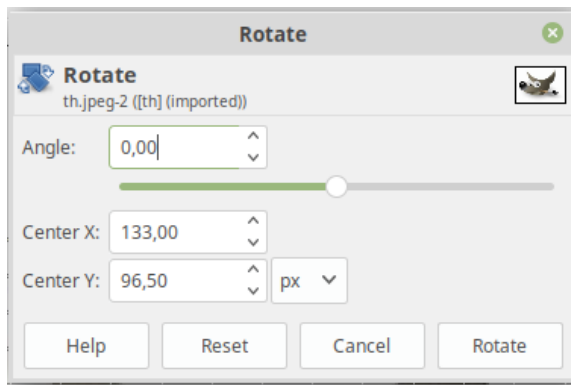 Rotate
Rotate
th.jpeg-2 ([th] (imported))
Angle: 0,00
Center X: 133,00
Center Y: 96,50 px
Help Reset Cancel Rotate